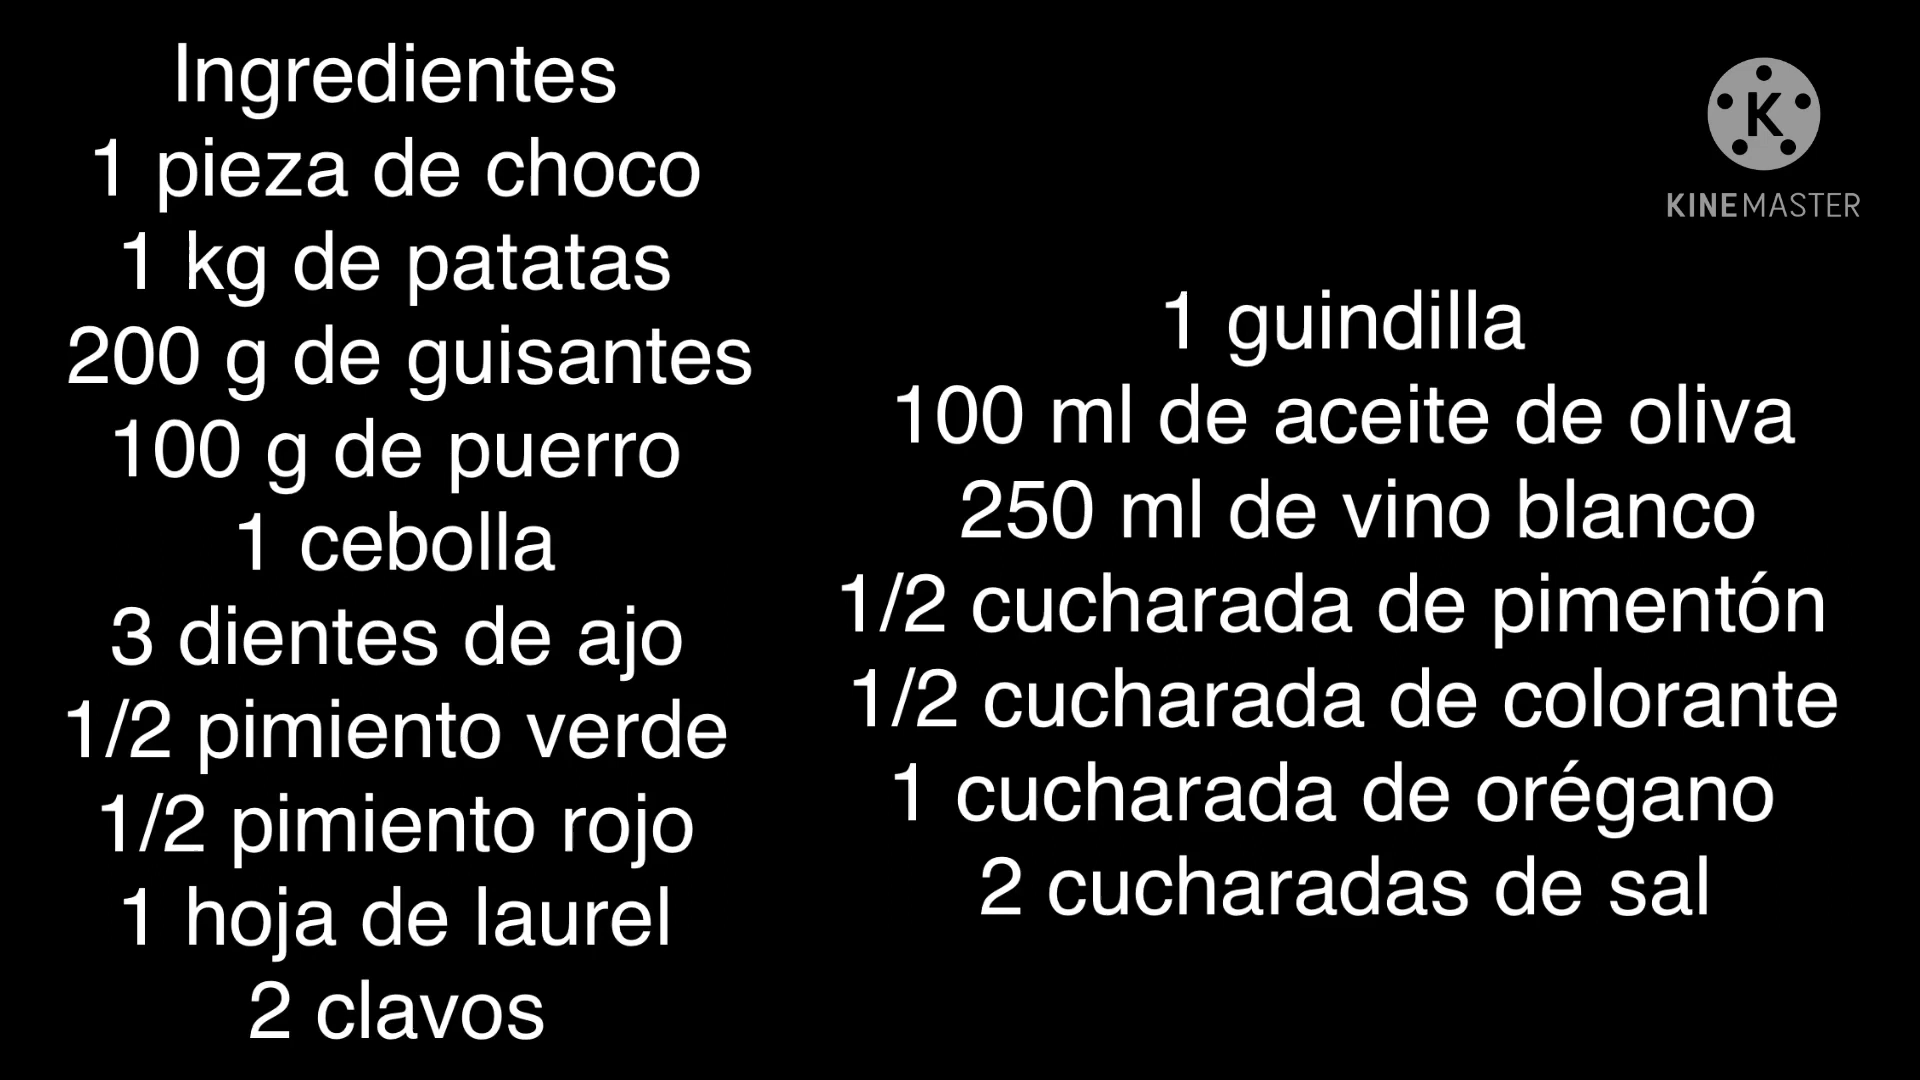 Ingredientes
1 pieza de choco
1 kg de patatas
200 g de guisantes
100 g de puerro
1 cebolla
3 dientes de ajo
1/2 pimiento verde
1/2 pimiento rojo
1 hoja de laurel
2 clavos
1 guindilla
100 ml de aceite de oliva
250 ml de vino blanco
1/2 cucharada de pimentón
1/2 cucharada de colorante
1 cucharada de orégano
2 cucharadas de sal
K
KINEMASTER